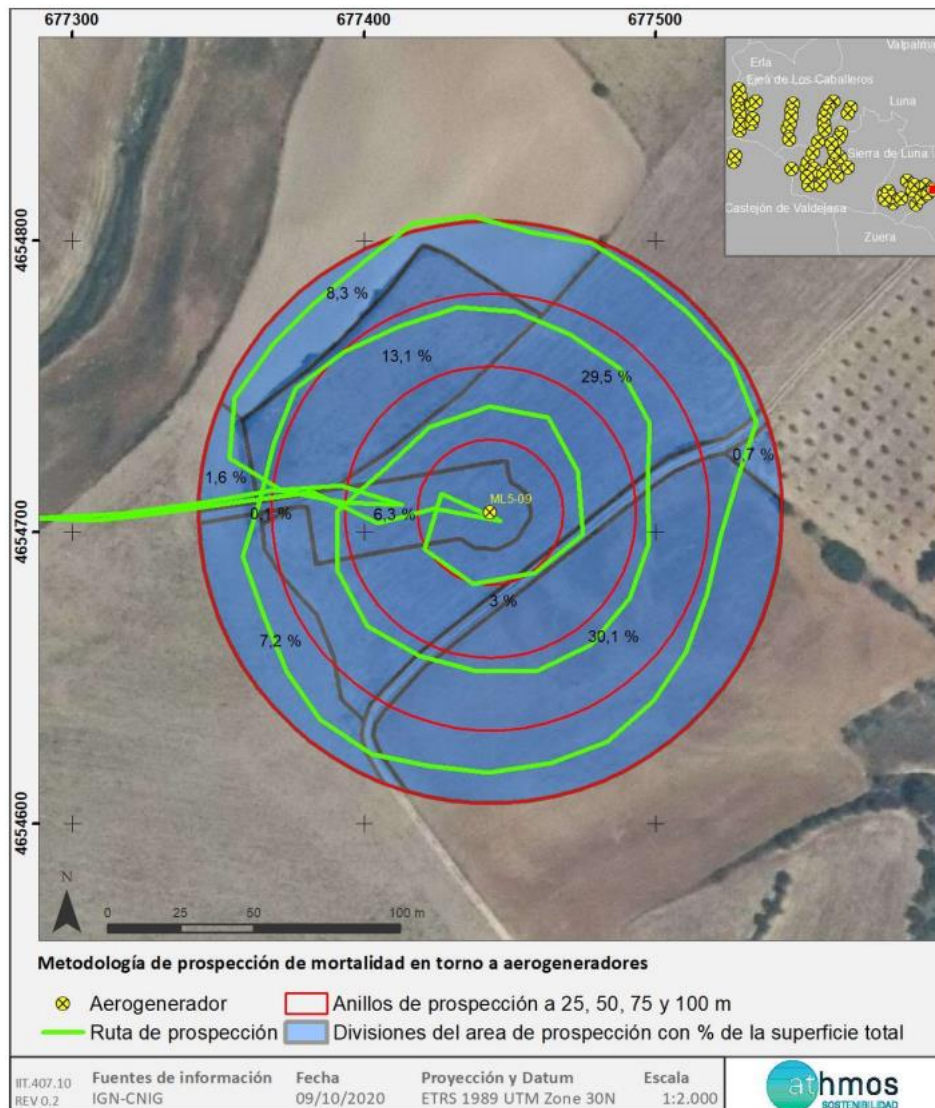 677300
677400
677500
Valpalm
Erla
Ejea de Los Caballeros
Luna
Sierra de Luna
Castejón de Valdejasa
Zuera
4654800
4654700
4654600
8,3 %
13,1 %
29,5 %
1,6 %
0,7 %
ML5-09
0,1 %
6,3 %
3 %
7,2 %
30,1 %
N
0 25 50 100 m
Metodología de prospección de mortalidad en torno a aerogeneradores
Aerogenerador
Anillos de prospección a 25, 50, 75 y 100 m
Ruta de prospección
Divisiones del area de prospección con % de la superficie total
IIT.407.10
REV 0.2
Fuentes de información
IGN-CNIG
Fecha
09/10/2020
Proyección y Datum
ETRS 1989 UTM Zone 30N
Escala
1:2.000
athmos
SOSTENIBILIDAD